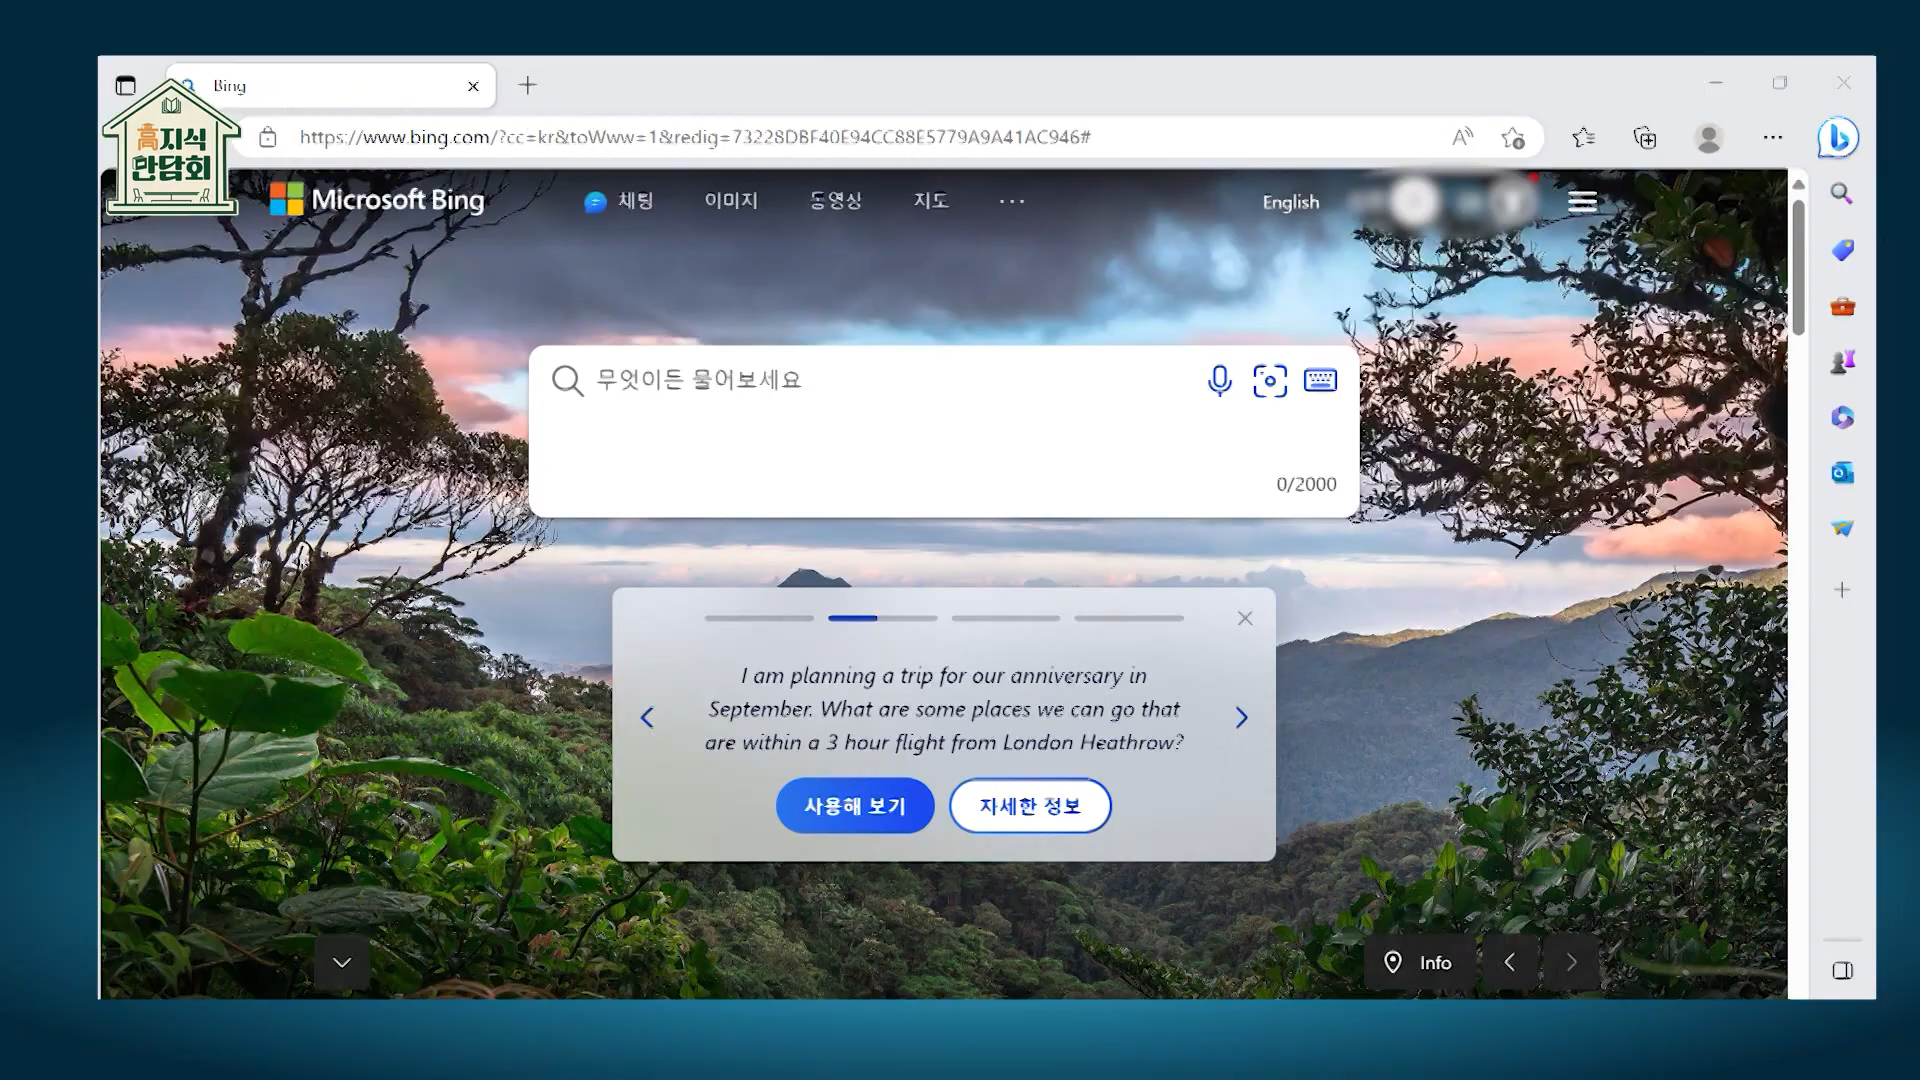 Bing
高지식
만담회
https://www.bing.com/?cc=kr&toWww=1&redig=73228DBF40E94CC88E5779A9A41AC946#
Microsoft Bing
채팅
이미지
동영상
지도
English
무엇이든 물어보세요
0/2000
I am planning a trip for our anniversary in
September. What are some places we can go that
are within a 3 hour flight from London Heathrow?
사용해 보기
자세한 정보
Info